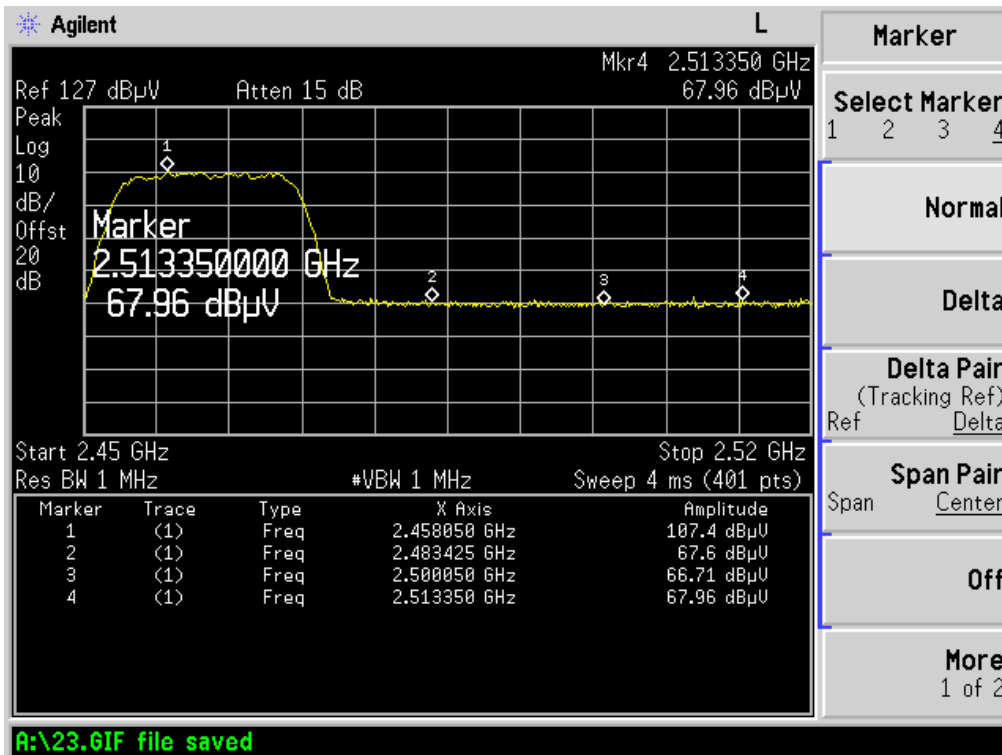 Agilent L
Mkr4 2.513350 GHz
Ref 127 dBµV Atten 15 dB 67.96 dBµV
Peak
Log
10
dB/
Offst
20
dB
1
Marker
2.513350000 GHz
67.96 dBµV
2 3 4
Start 2.45 GHz Stop 2.52 GHz
Res BW 1 MHz #VBW 1 MHz Sweep 4 ms (401 pts)
Marker Trace Type X Axis Amplitude
1 (1) Freq 2.458050 GHz 107.4 dBµV
2 (1) Freq 2.483425 GHz 67.6 dBµV
3 (1) Freq 2.500050 GHz 66.71 dBµV
4 (1) Freq 2.513350 GHz 67.96 dBµV
A:\23.GIF file saved
Marker
Select Marker
1 2 3 4
Normal
Delta
Delta Pair
(Tracking Ref)
Ref Delta
Span Pair
Span Center
Off
More
1 of 2